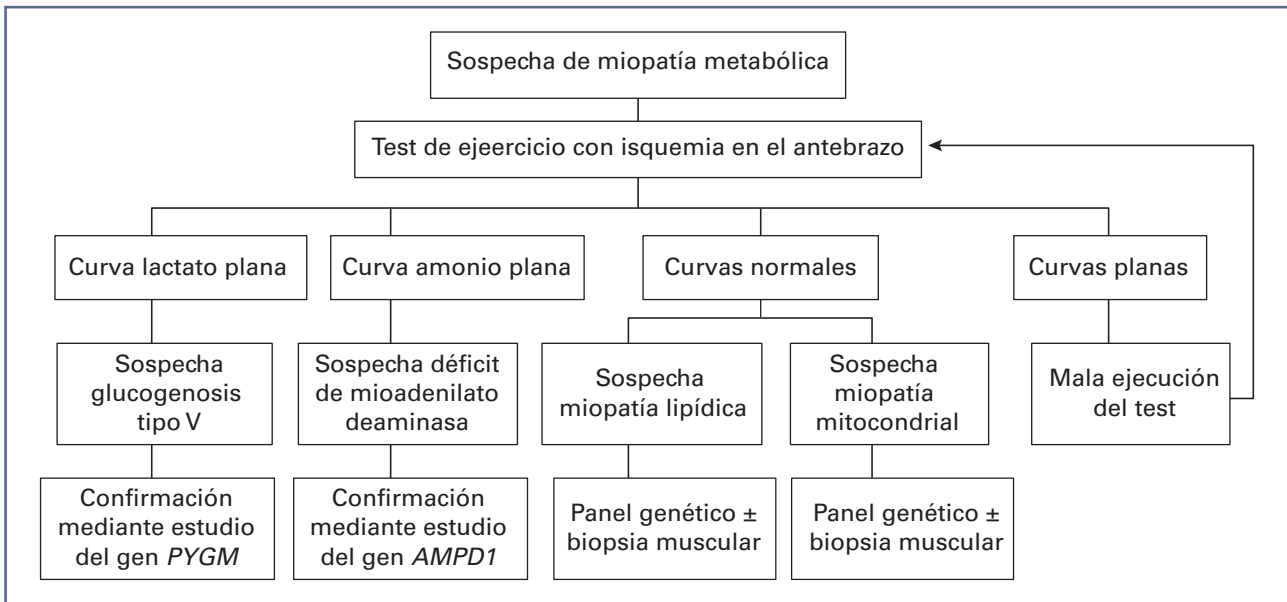 Sospecha de miopatía metabólica
Test de ejeercicio con isquemia en el antebrazo
Curva lactato plana
Curva amonio plana
Curvas normales
Curvas planas
Sospecha
glucogenosis
tipo V
Sospecha déficit
de mioadenilato
deaminasa
Sospecha
miopatía lipídica
Sospecha
miopatía
mitocondrial
Mala ejecución
del test
Confirmación
mediante estudio
del gen PYGM
Confirmación
mediante estudio
del gen AMPD1
Panel genético ±
biopsia muscular
Panel genético ±
biopsia muscular